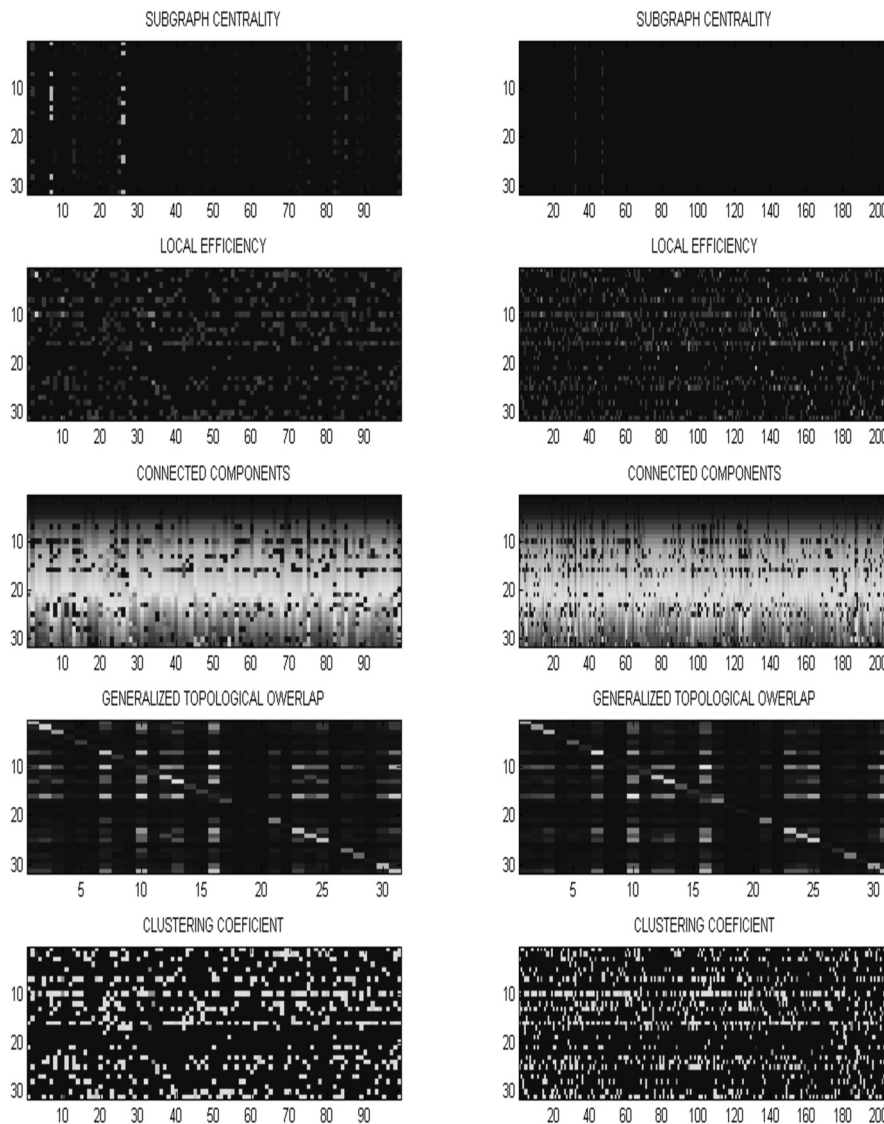 SUBGRAPH CENTRALITY
10
20
30
10 20 30 40 50 60 70 80 90
SUBGRAPH CENTRALITY
10
20
30
20 40 60 80 100 120 140 160 180 200
LOCAL EFFICIENCY
10
20
30
10 20 30 40 50 60 70 80 90
LOCAL EFFICIENCY
10
20
30
20 40 60 80 100 120 140 160 180 200
CONNECTED COMPONENTS
10
20
30
10 20 30 40 50 60 70 80 90
CONNECTED COMPONENTS
10
20
30
20 40 60 80 100 120 140 160 180 200
GENERALIZED TOPOLOGICAL OWERLAP
10
20
30
5 10 15 20 25 30
GENERALIZED TOPOLOGICAL OWERLAP
10
20
30
5 10 15 20 25 30
CLUSTERING COEFICIENT
10
20
30
10 20 30 40 50 60 70 80 90
CLUSTERING COEFICIENT
10
20
30
20 40 60 80 100 120 140 160 180 200